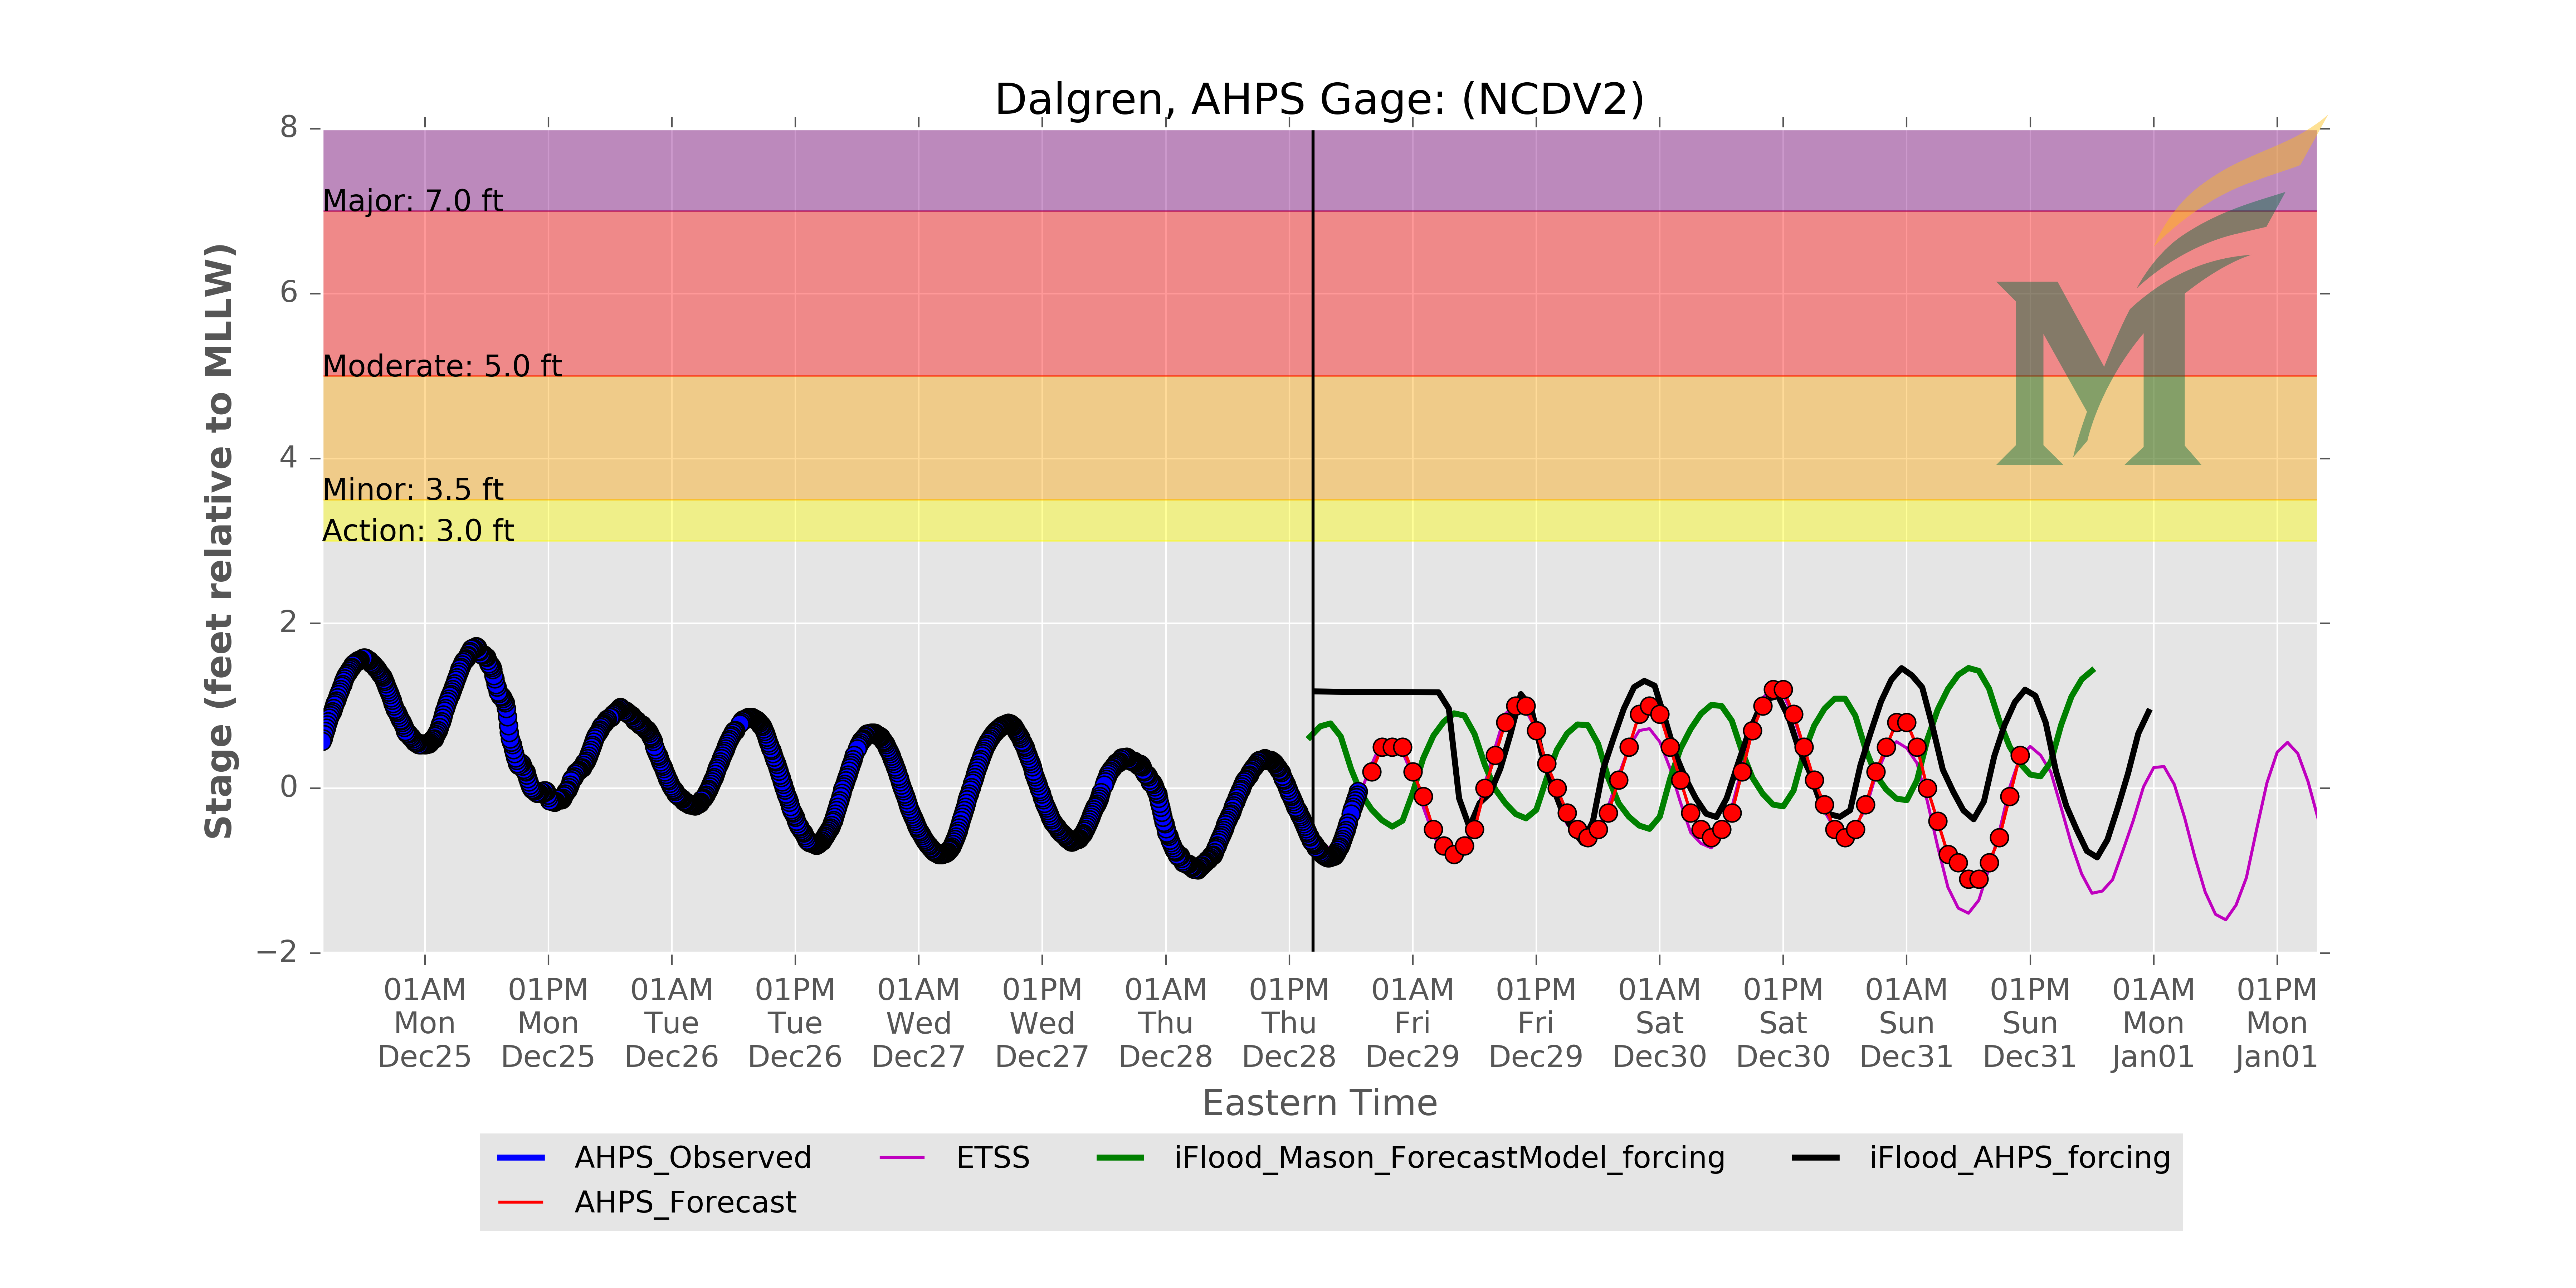 Dalgren, AHPS Gage: (NCDV2)
8
Major: 7.0 ft
6
Moderate: 5.0 ft
4
Minor: 3.5 ft
Action: 3.0 ft
2
0
−2
Stage (feet relative to MLLW)
01AM 01PM 01AM 01PM 01AM 01PM 01AM 01PM 01AM 01PM 01AM 01PM 01AM 01PM 01AM 01PM
Mon Mon Tue Tue Wed Wed Thu Thu Fri Fri Sat Sat Sun Sun Mon Mon
Dec25 Dec25 Dec26 Dec26 Dec27 Dec27 Dec28 Dec28 Dec29 Dec29 Dec30 Dec30 Dec31 Dec31 Jan01 Jan01
Eastern Time
AHPS_Observed ETSS iFlood_Mason_ForecastModel_forcing iFlood_AHPS_forcing
AHPS_Forecast
M